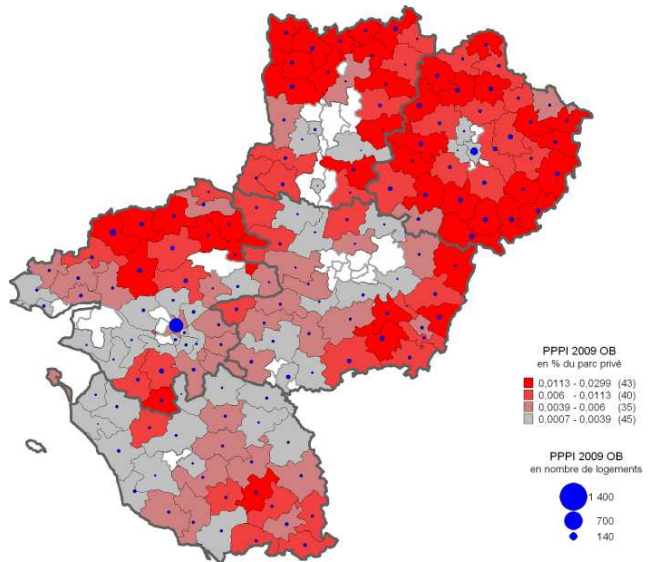 PPPI 2009 OB
en % du parc privé
0,0113 - 0,0299 (43)
0,006 - 0,0113 (40)
0,0039 - 0,006 (35)
0,0007 - 0,0039 (45)
PPPI 2009 OB
en nombre de logements
1 400
700
140